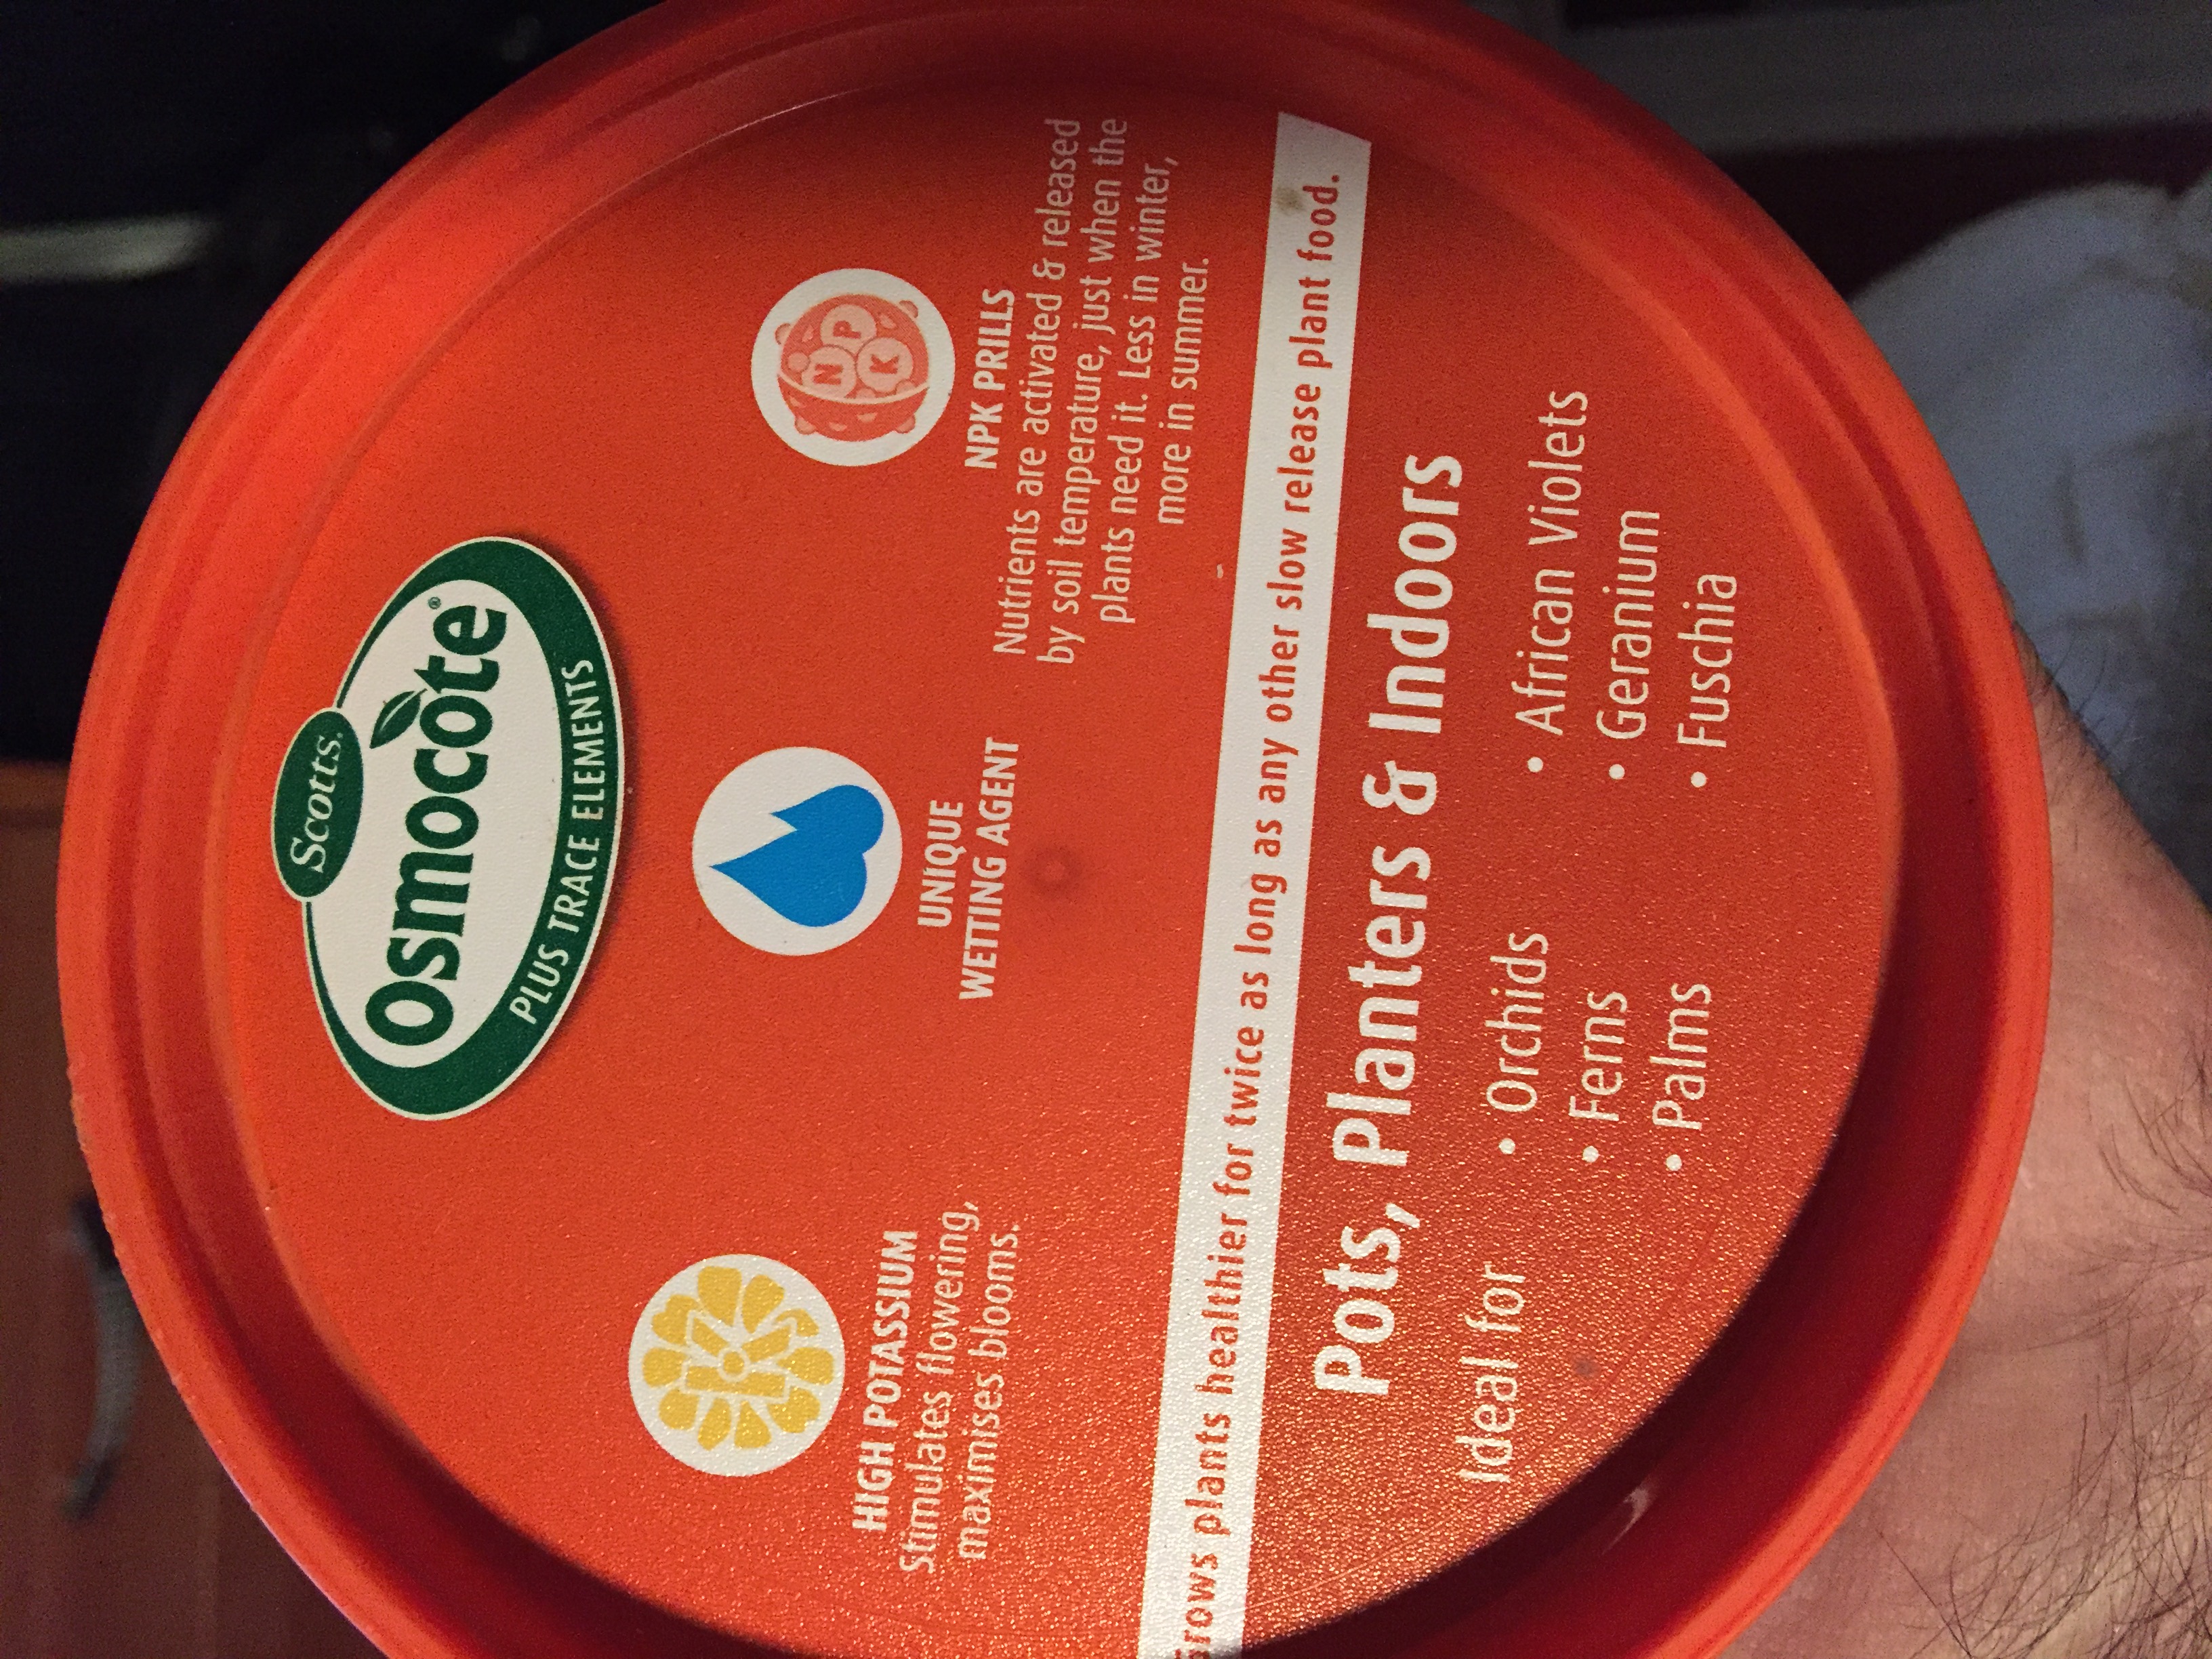 Scotts.
Osmocote®
PLUS TRACE ELEMENTS
HIGH POTASSIUM
Stimulates flowering,
maximises blooms.
UNIQUE
WETTING AGENT
NPK PRILLS
Nutrients are activated & released
by soil temperature, just when the
plants need it. Less in winter,
more in summer.
N P
K
Grows plants healthier for twice as long as any other slow release plant food.
Pots, Planters & Indoors
Ideal for
• Orchids
• Ferns
• Palms
• African Violets
• Geranium
• Fuschia